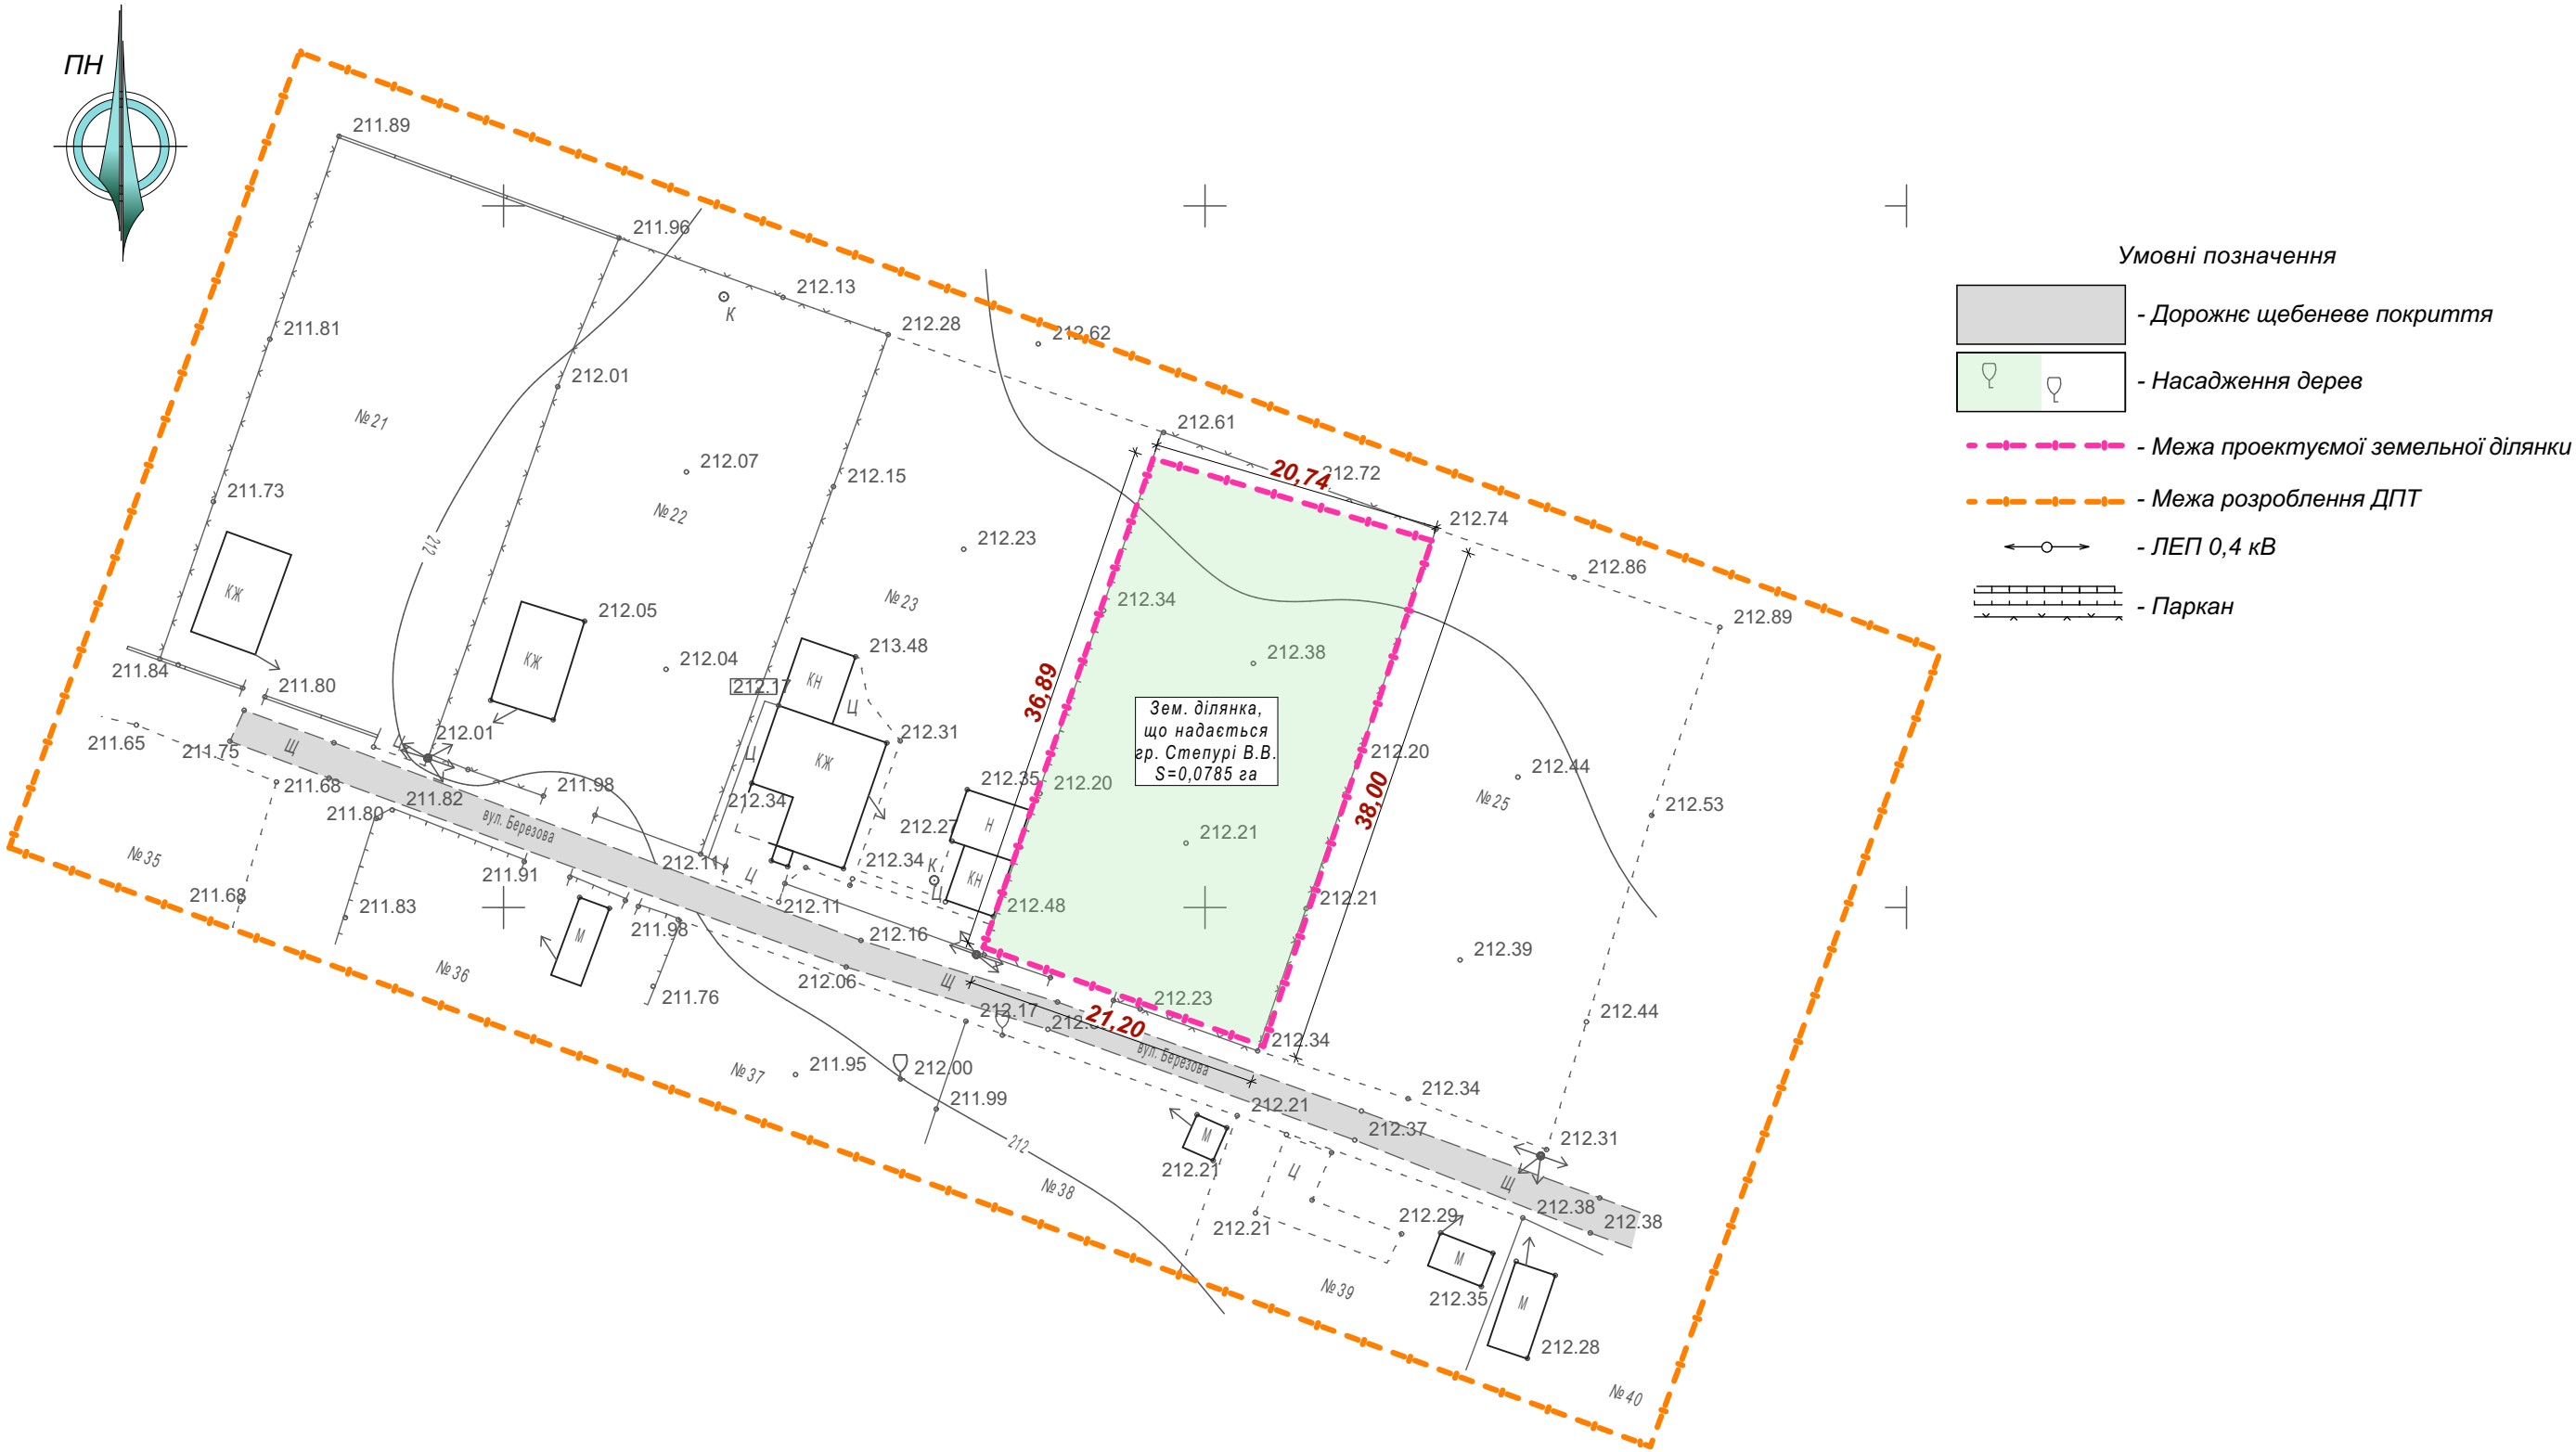 ПН
211.89
211.96
212.13
К
212.28
212.62
211.81
212.01
№21
212.61
20,74
212.72
212.07
212.15
211.73
№22
212.23
212.74
212
212.86
КЖ
№23
212.34
212.05
212.89
КЖ
212.04
213.48
212.38
211.84
211.80
212.17
КН
Ц
36,89
Зем. ділянка,
що надається
гр. Степурі В.В.
S=0,0785 га
211.65
211.75
Щ
212.01
212.31
Ц
КЖ
212.20
212.44
211.68
211.98
212.35
212.20
38,00
№25
211.82
211.80
212.34
212.53
вул. Березова
212.27
Н
212.21
№35
211.91
212.11
Ц
212.34
К
КН
Ц
211.68
211.83
211.98
212.11
212.48
212.21
М
212.16
№36
212.06
Щ
212.39
211.76
212.17
212.23
212.44
21,20
212.34
вул. Березова
№37
211.95
212.00
211.99
212.34
212.21
М
212.37
212.31
212
212.21
Ц
Щ
№38
212.21
212.29
212.38
212.38
М
№39
212.35
М
212.28
№40
Умовні позначення
- Дорожнє щебеневе покриття
- Насадження дерев
- Межа проектуємої земельної ділянки
- Межа розроблення ДПТ
- ЛЕП 0,4 кВ
- Паркан